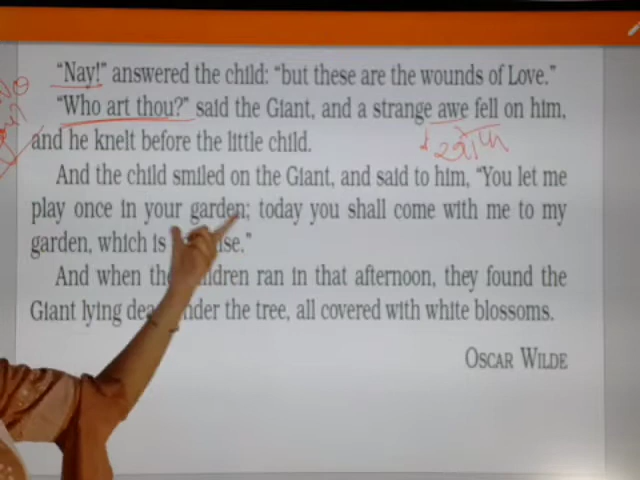 “Nay!” answered the child: “but these are the wounds of Love.”
“Who art thou?” said the Giant, and a strange awe fell on him,
and he knelt before the little child.
And the child smiled on the Giant, and said to him, “You let me
play once in your garden; today you shall come with me to my
garden, which is
And when the children ran in that afternoon, they found the
Giant lying under the tree, all covered with white blossoms.
OSCAR WILDE